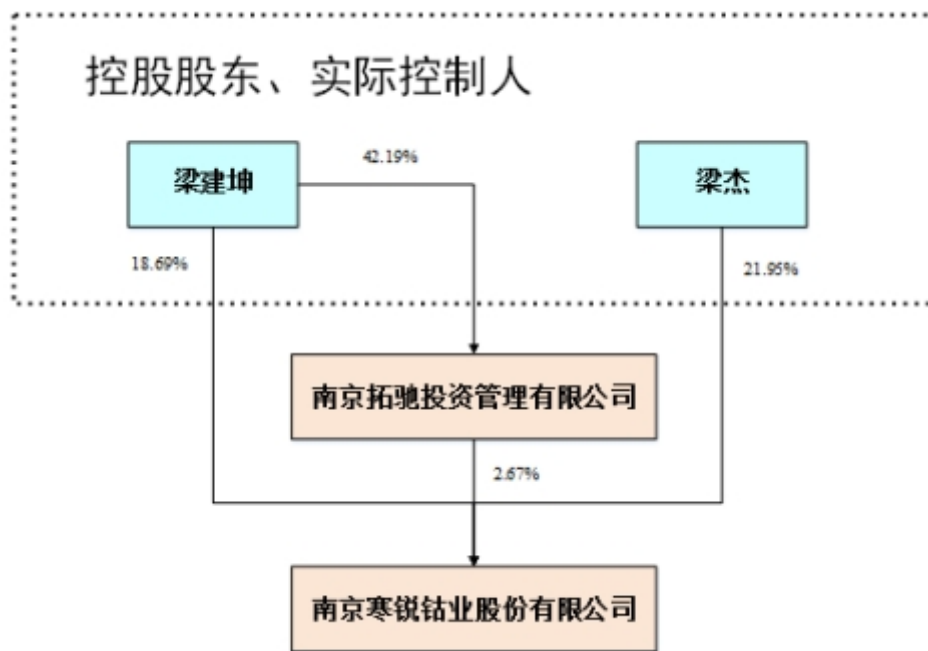 控股股东、实际控制人
42.19%
梁建坤
梁杰
18.69%
21.95%
南京拓驰投资管理有限公司
2.67%
南京寒锐钴业股份有限公司